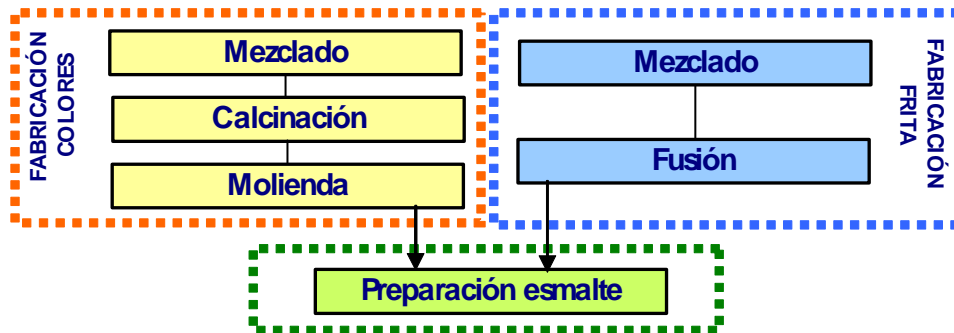 FABRICACIÓN
COLORES
Mezclado
Calcinación
Molienda
Mezclado
Fusión
FABRICACIÓN
FRITA
Preparación esmalte